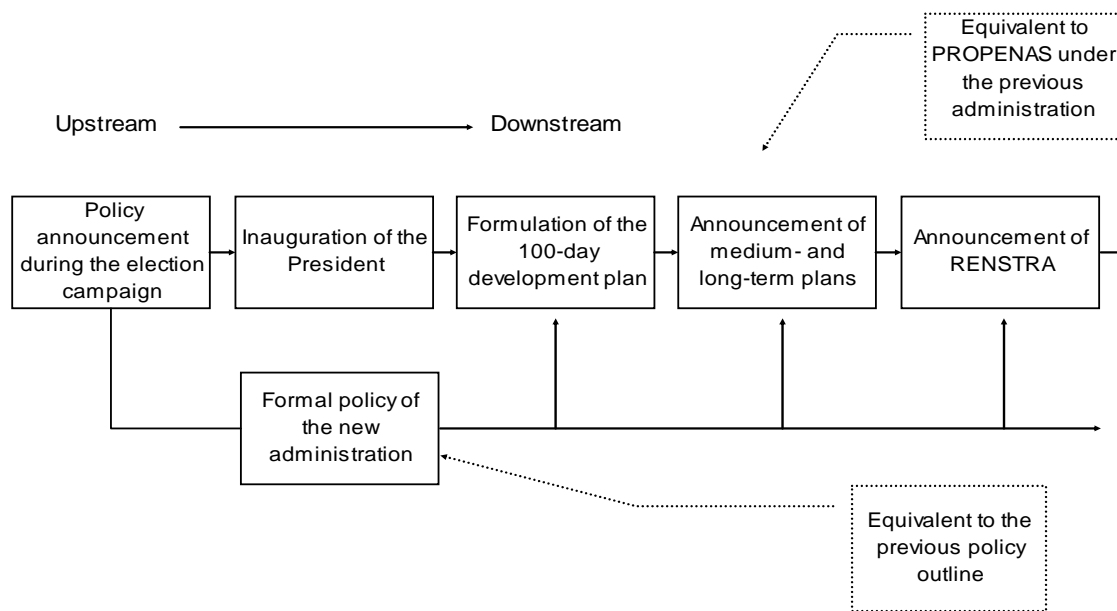 Equivalent to
PROPENAS under
the previous
administration
Upstream
Downstream
Policy
announcement
during the election
campaign
Inauguration of the
President
Formulation of the
100-day
development plan
Announcement of
medium- and
long-term plans
Announcement of
RENSTRA
Formal policy of
the new
administration
Equivalent to the
previous policy
outline